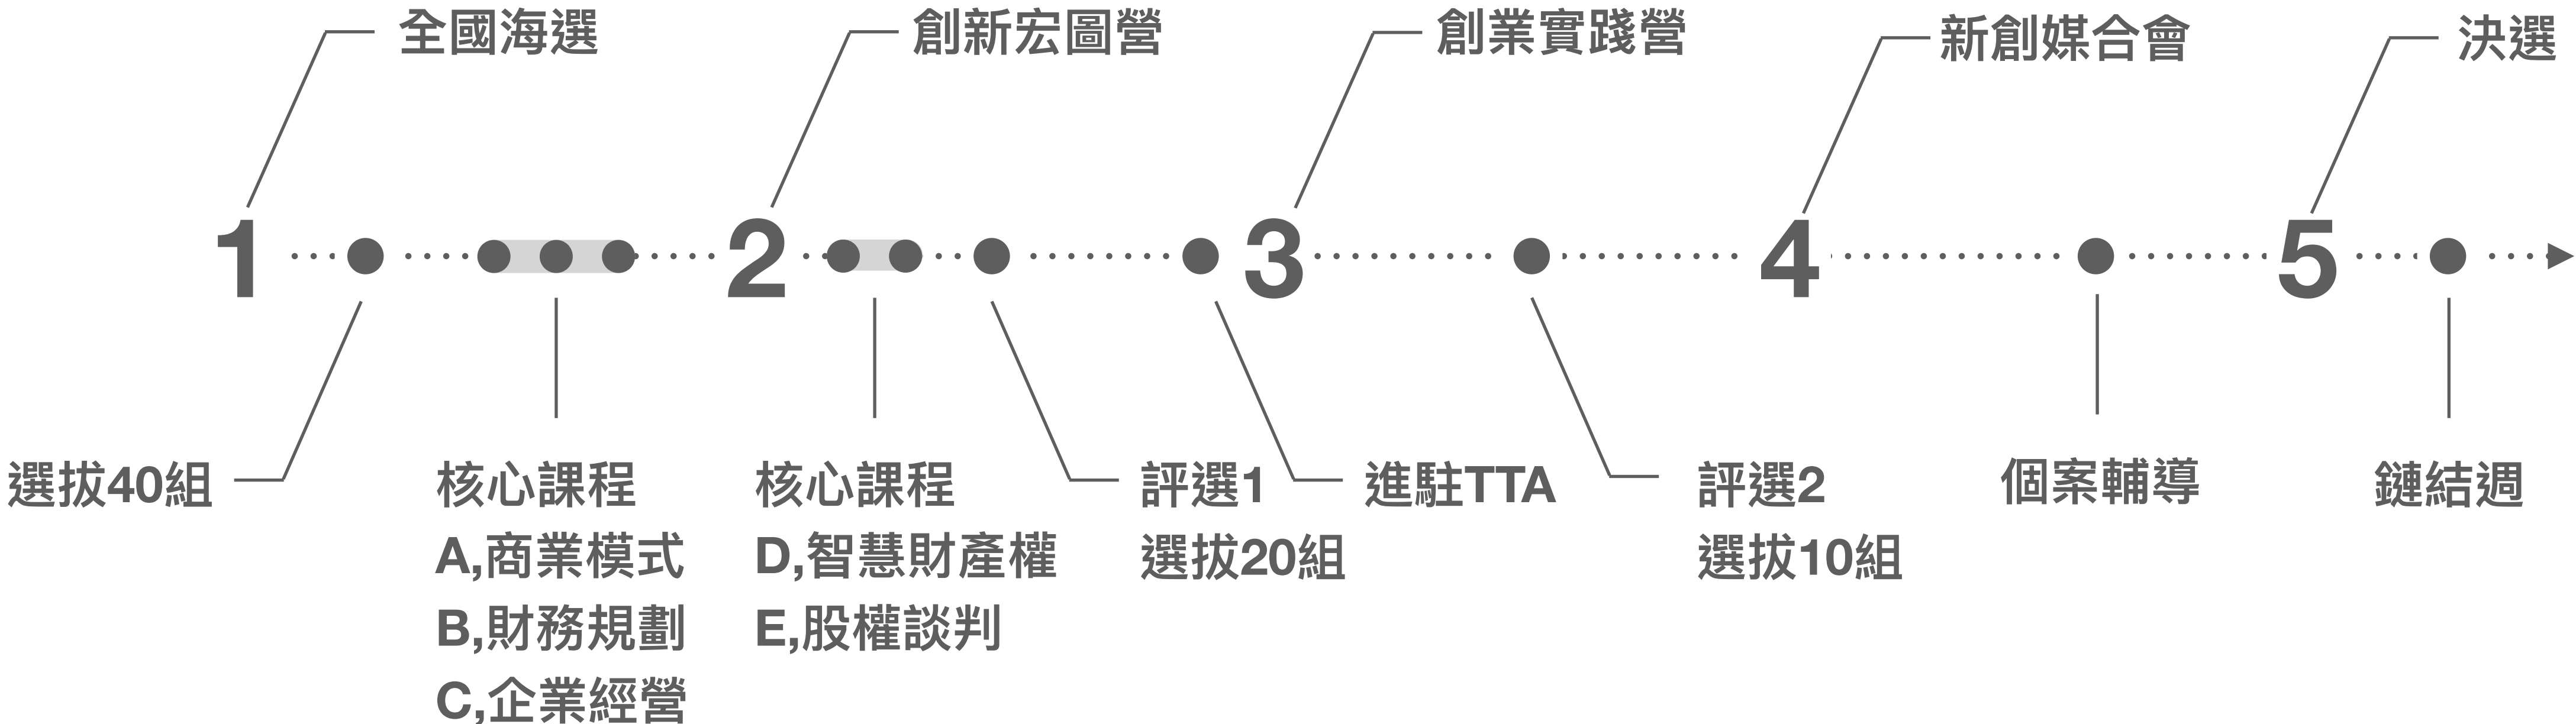 全國海選
創新宏圖營
創業實踐營
新創媒合會
決選
1
2
3
4
5
選拔40組
核心課程
A,商業模式
B,財務規劃
C,企業經營
核心課程
D,智慧財產權
E,股權談判
評選1
選拔20組
進駐TTA
評選2
選拔10組
個案輔導
鏈結週